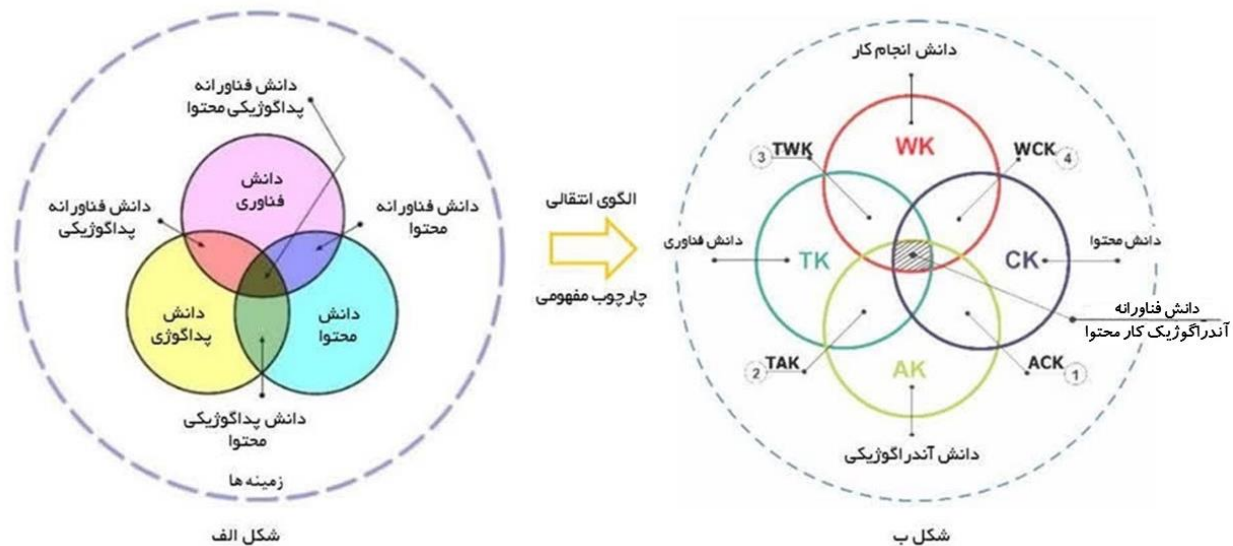 دانش فناورانه
پداگوژیکی محتوا
دانش
فناوری
دانش فناورانه
پداگوژیکی
دانش فناورانه
محتوا
دانش
پداگوژی
دانش
محتوا
دانش پداگوژیکی
محتوا
زمینه ها
شکل الف
الگوی انتقالی
چارچوب مفهومی
دانش انجام کار
WK
3 TWK
WCK 4
دانش فناوری
TK
CK
دانش محتوا
دانش فناورانه
آندراگوژیک کار محتوا
2 TAK
ACK 1
AK
دانش آندراگوژیکی
شکل ب